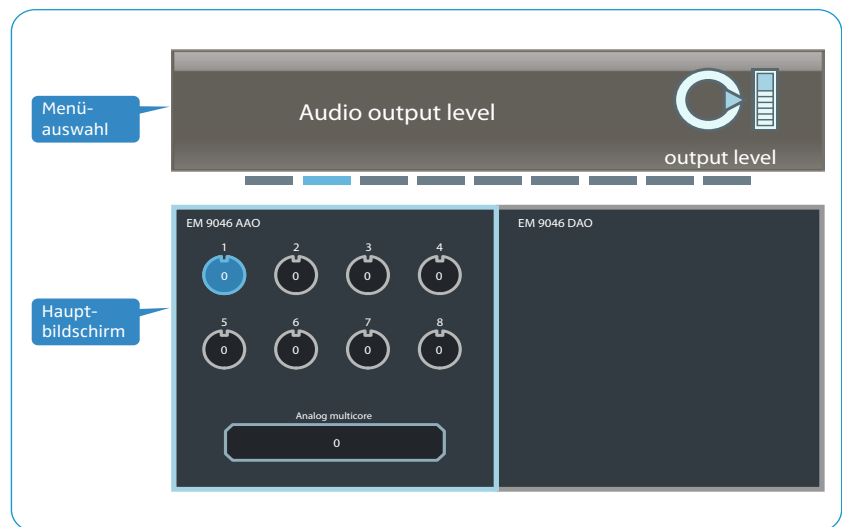 Menü-
auswahl
Audio output level
output level
Haupt-
bildschirm
EM 9046 AAO
1 2 3 4
0 0 0 0
5 6 7 8
0 0 0 0
Analog multicore
0
EM 9046 DAO